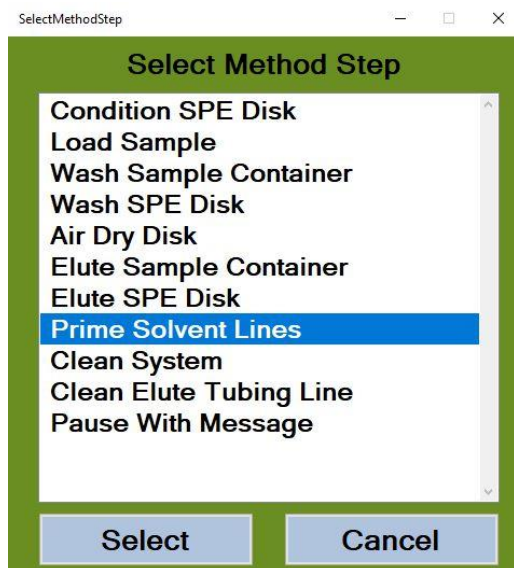 SelectMethodStep
Select Method Step
Condition SPE Disk
Load Sample
Wash Sample Container
Wash SPE Disk
Air Dry Disk
Elute Sample Container
Elute SPE Disk
Prime Solvent Lines
Clean System
Clean Elute Tubing Line
Pause With Message
Select Cancel